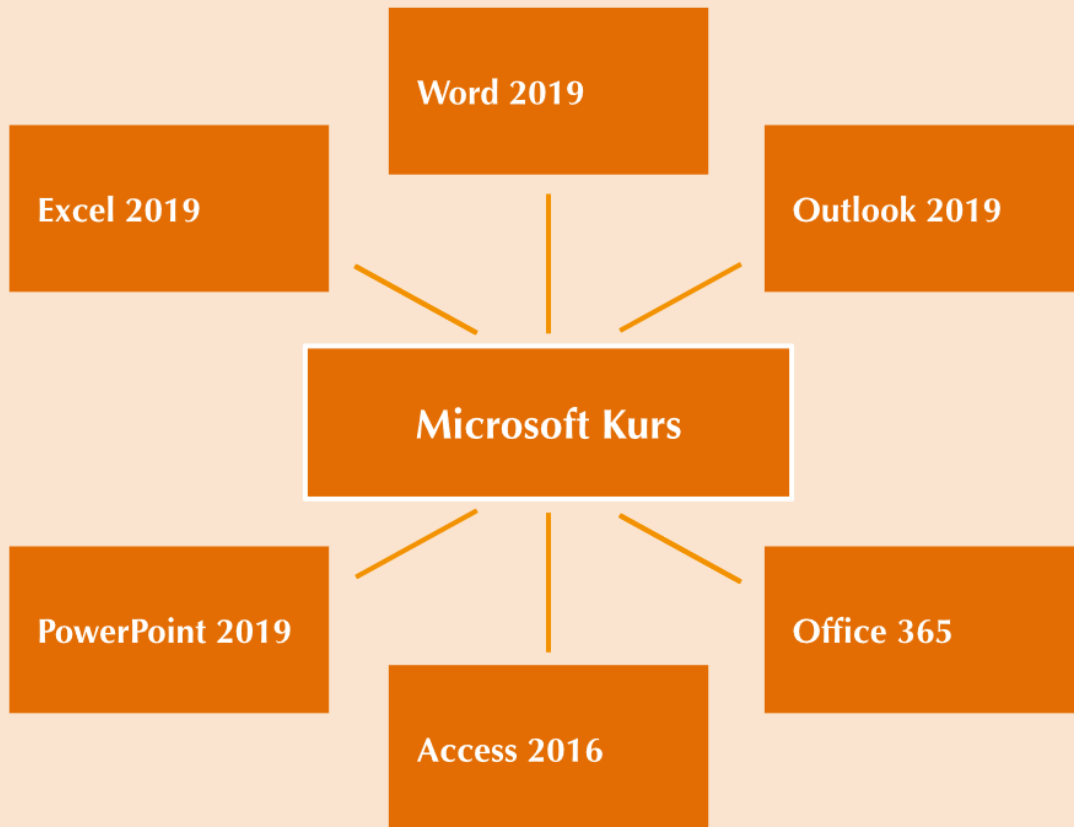 Word 2019
Excel 2019
Outlook 2019
Microsoft Kurs
PowerPoint 2019
Office 365
Access 2016